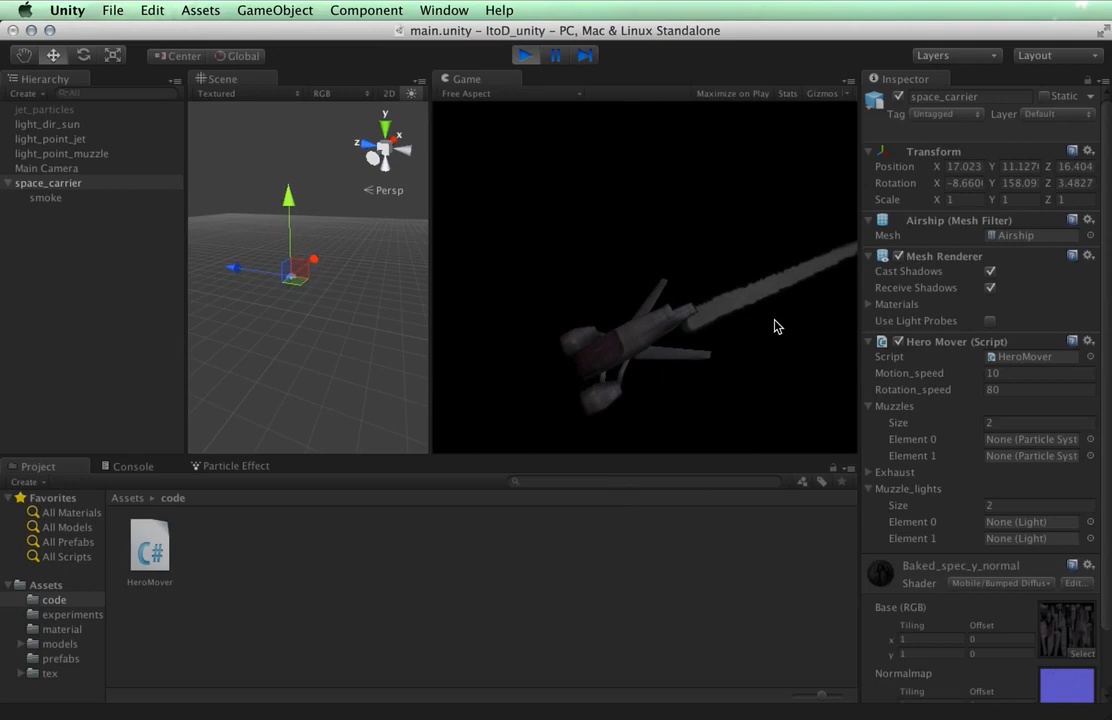 Unity File Edit Assets GameObject Component Window Help
main.unity - ItoD_unity - PC, Mac & Linux Standalone
Center Global Layers Layout
Hierarchy
Create All
jet_particles
light_dir_sun
light_point_jet
light_point_muzzle
Main Camera
space_carrier
smoke
Scene
Textured RGB 2D
y
x
z
Persp
Game
Free Aspect Maximize on Play Stats Gizmos
Inspector
space_carrier Static
Tag Untagged Layer Default
Transform
Position X 17.023 Y 11.127 Z 16.404
Rotation X -8.660 Y 158.09 Z 3.4827
Scale X 1 Y 1 Z 1
Airship (Mesh Filter)
Mesh Airship
Mesh Renderer
Cast Shadows
Receive Shadows
Materials
Use Light Probes
Hero Mover (Script)
Script HeroMover
Motion_speed 10
Rotation_speed 80
Muzzles
Size 2
Element 0 None (Particle Syst
Element 1 None (Particle Syst
Exhaust
Muzzle_lights
Size 2
Element 0 None (Light)
Element 1 None (Light)
Baked_spec_y_normal
Shader Mobile/Bumped Diffus Edit...
Base (RGB)
Tiling Offset
x 1 0
y 1 0
Select
Normalmap
Tiling Offset
Project Console Particle Effect
Create
Favorites
All Materials
All Models
All Prefabs
All Scripts
Assets
code
experiments
material
models
prefabs
tex
Assets code
C#
HeroMover